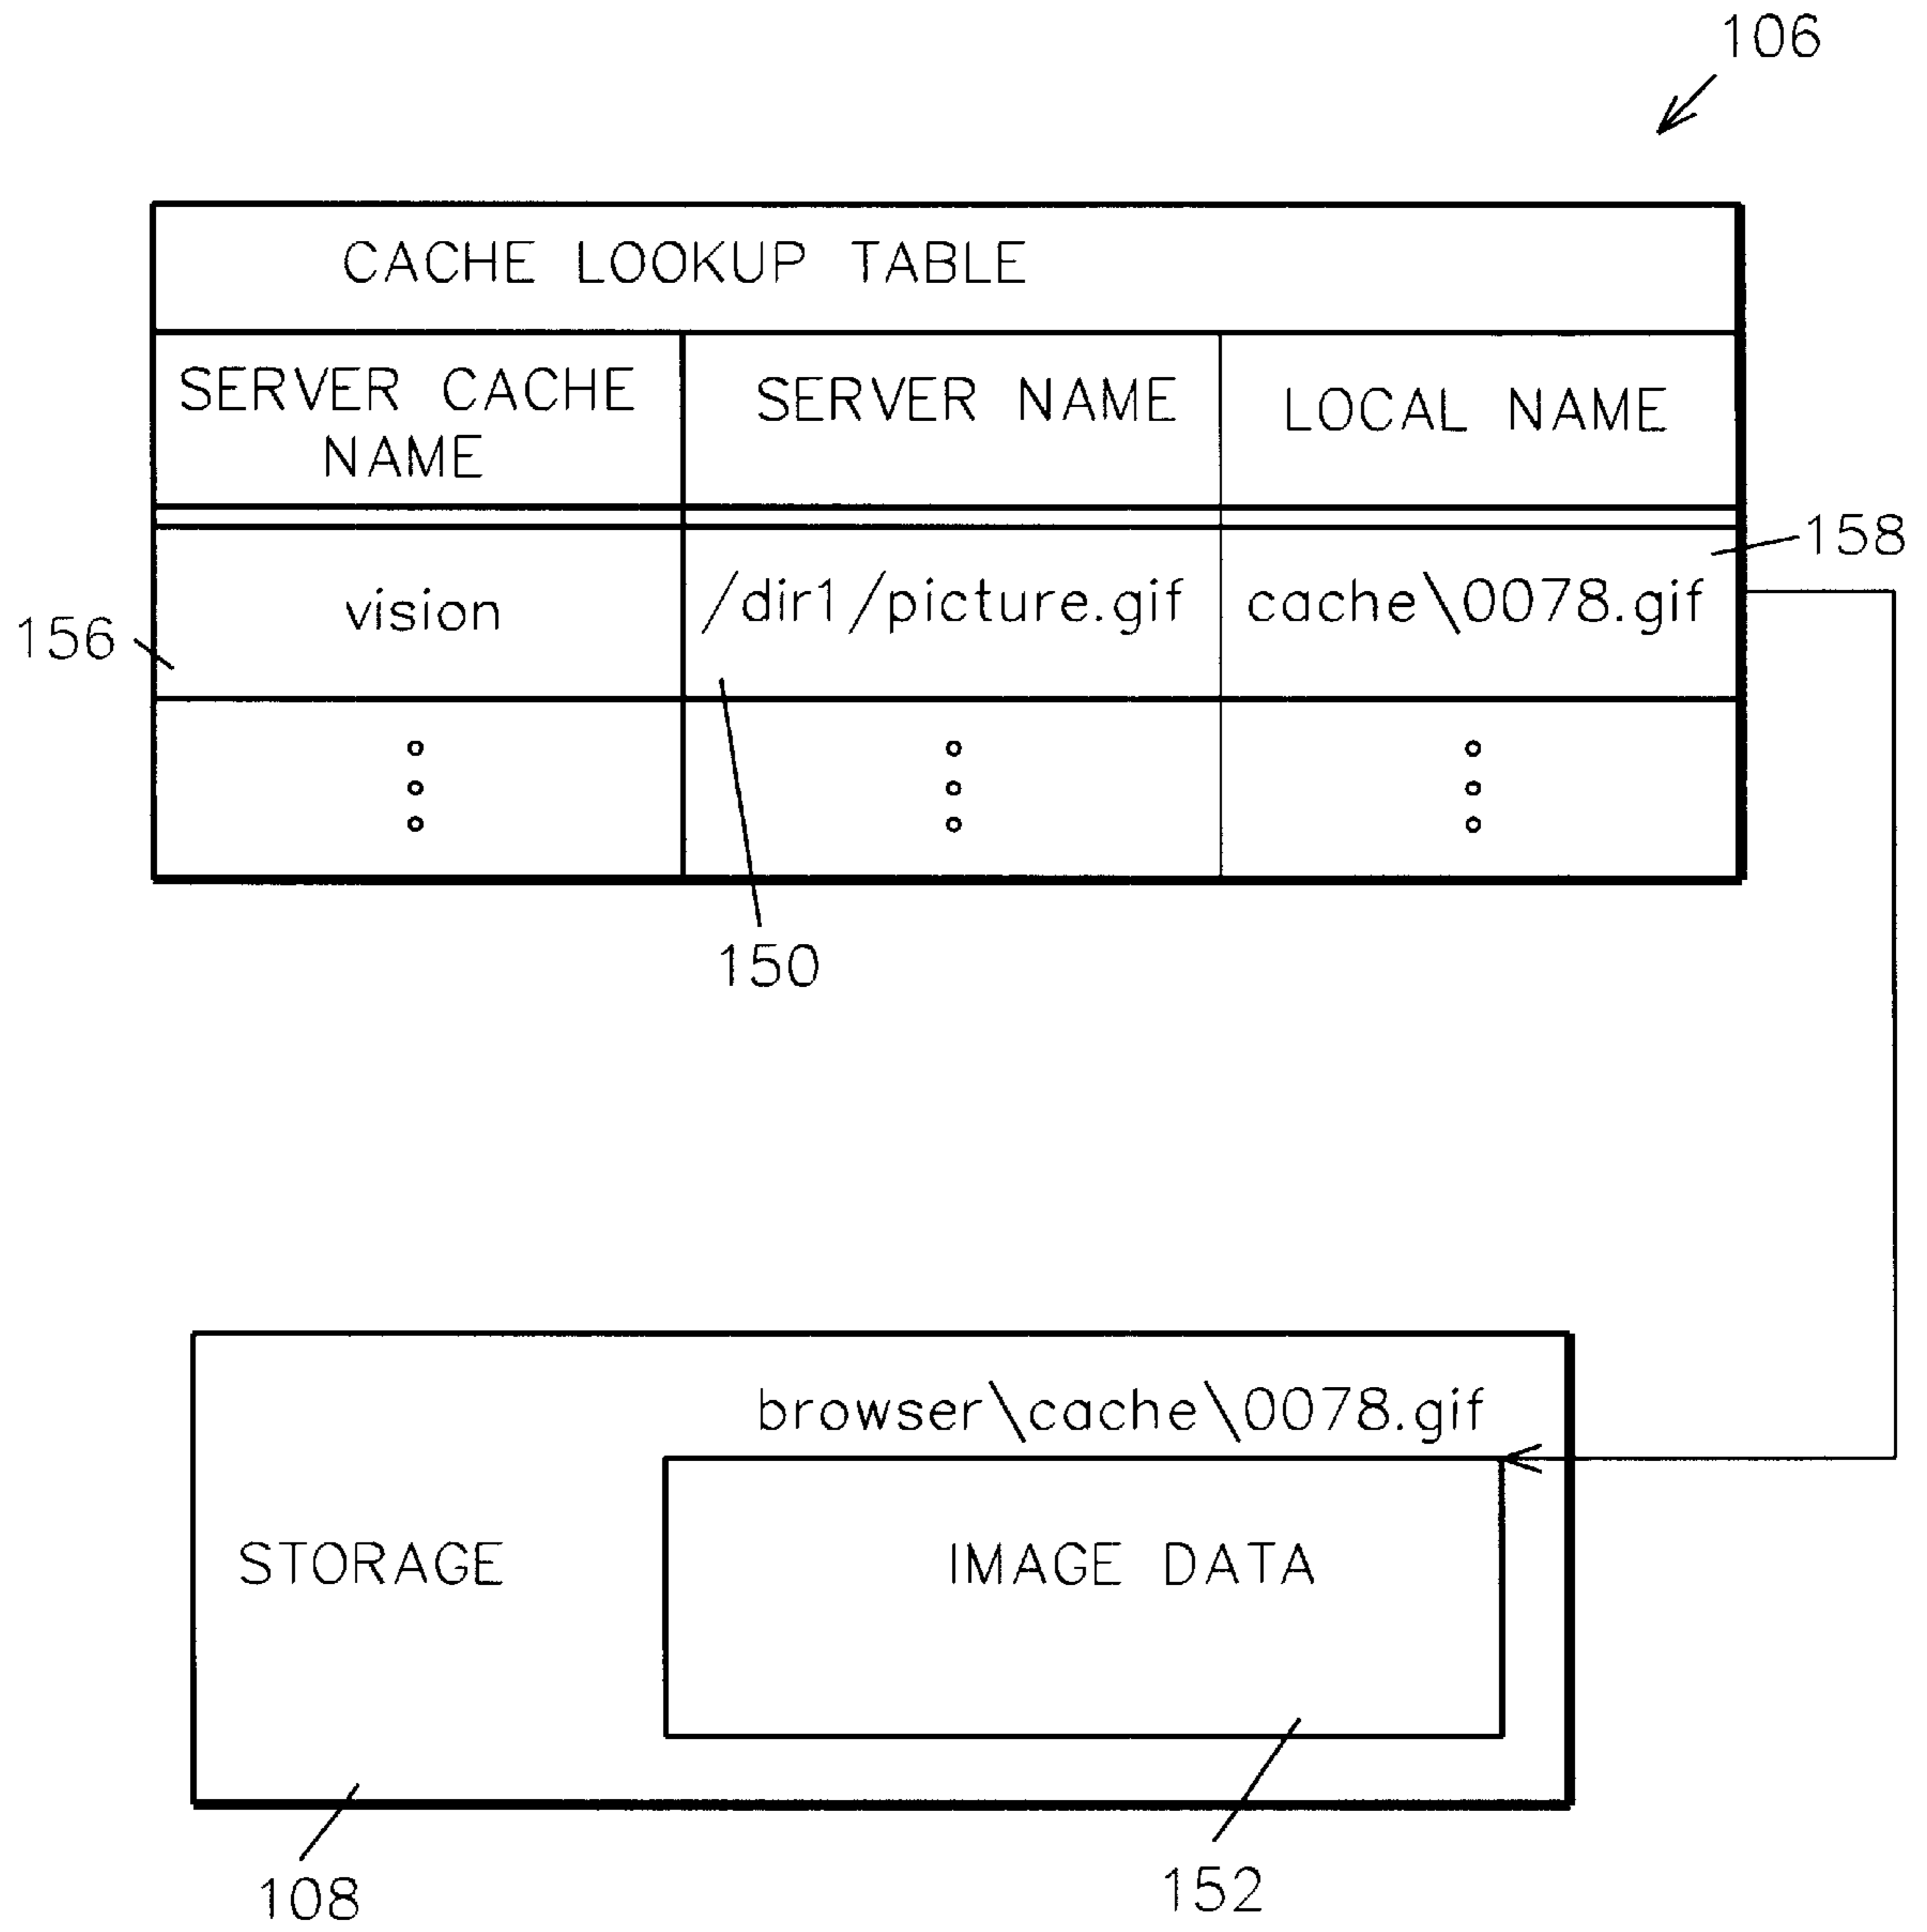 106
CACHE LOOKUP TABLE
SERVER CACHE NAME
SERVER NAME
LOCAL NAME
158
vision
/dir1/picture.gif
cache\0078.gif
156
150
browser\cache\0078.gif
STORAGE
IMAGE DATA
108
152